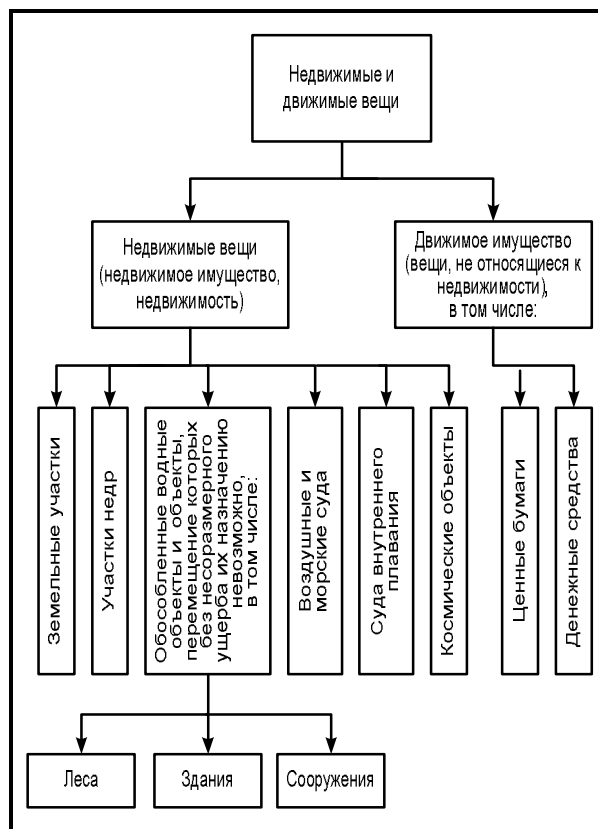 Недвижимые и
движимые вещи
Недвижимые вещи
(недвижимое имущество,
недвижимость)
Движимое имущество
(вещи, не относящиеся к
недвижимости),
в том числе:
Земельные участки
Участки недр
Обособленные водные
объекты и объекты,
перемещение которых
без несоразмерного
ущерба их назначению
невозможно,
в том числе:
Воздушные и
морские суда
Суда внутреннего
плавания
Космические объекты
Ценные бумаги
Денежные средства
Леса
Здания
Сооружения